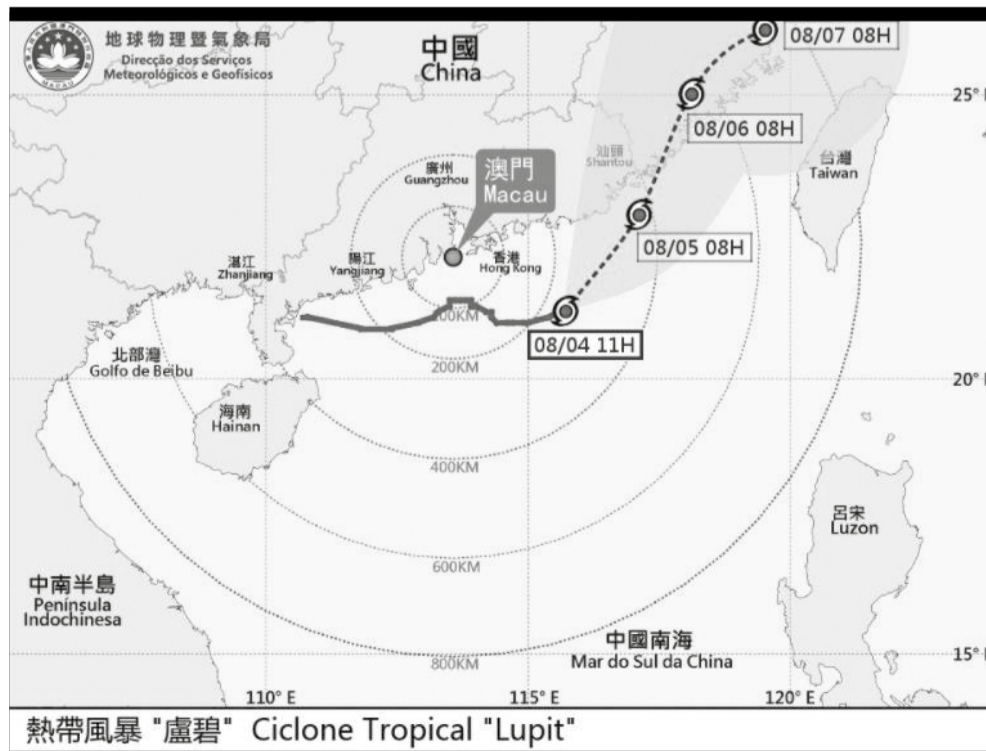 地球物理暨氣象局
Direcção dos Serviços
Meteorológicos e Geofísicos
MACAU
中國
China
08/07 08H
25°
08/06 08H
汕頭
Shantou
台灣
Taiwan
廣州
Guangzhou
澳門
Macau
08/05 08H
湛江
Zhanjiang
陽江
Yangjiang
香港
Hong Kong
08/04 11H
200KM
北部灣
Golfo de Beibu
20°
海南
Hainan
400KM
呂宋
Luzon
600KM
中南半島
Península
Indochinesa
中國南海
Mar do Sul da China
800KM
15°
110° E
115° E
120° E
熱帶風暴 "盧碧" Ciclone Tropical "Lupit"